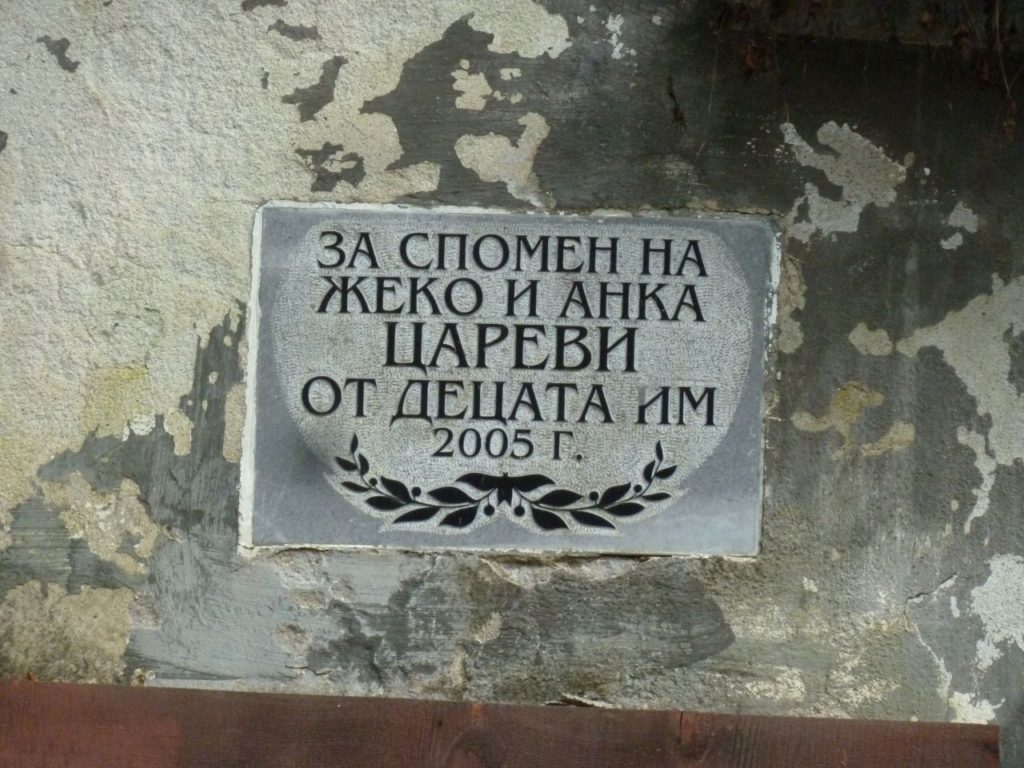 ЗА СПОМЕН НА
ЖЕКО И АНКА
ЦАРЕВИ
ОТ ДЕЦАТА ИМ
2005 Г.